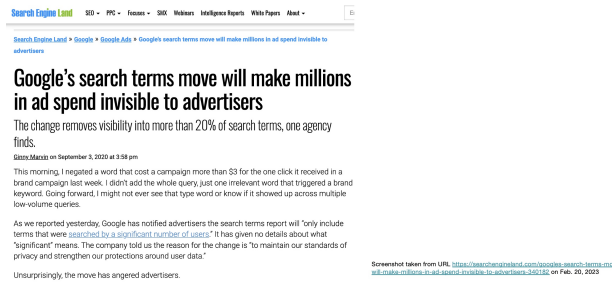 Search Engine Land SEO PPC Focuses SMX Webinars Intelligence Reports White Papers About
Search Engine Land » Google » Google Ads » Google's search terms move will make millions in ad spend invisible to
advertisers
Google's search terms move will make millions
in ad spend invisible to advertisers
The change removes visibility into more than 20% of search terms, one agency
finds.
Ginny Marvin on September 3, 2020 at 3:58 pm
This morning, I negated a word that cost a campaign more than $3 for the one click it received in a
brand campaign last week. I didn't add the whole query, just one irrelevant word that triggered a brand
keyword. Going forward, I might not ever see that type word or know if it showed up across multiple
low-volume queries.
As we reported yesterday, Google has notified advertisers the search terms report will "only include
terms that were searched by a significant number of users." It has given no details about what
"significant" means. The company told us the reason for the change is "to maintain our standards of
privacy and strengthen our protections around user data."
Unsurprisingly, the move has angered advertisers.
Screenshot taken from URL https://searchengineland.com/googles-search-terms-mo
will-make-millions-in-ad-spend-invisible-to-advertisers-340182 on Feb. 20, 2023